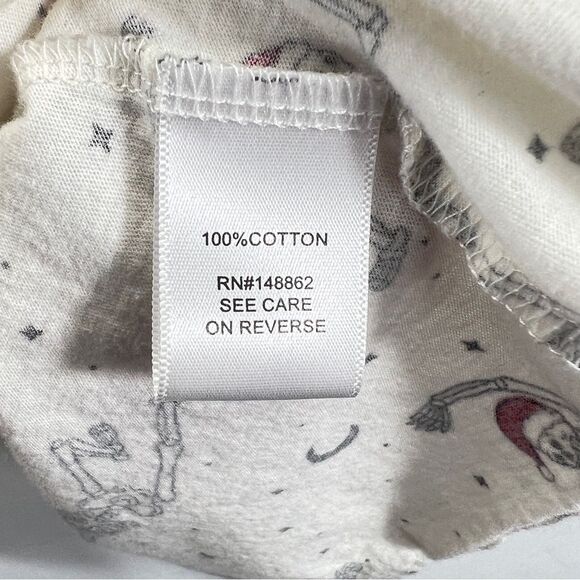 100%COTTON
RN#148862
SEE CARE
ON REVERSE